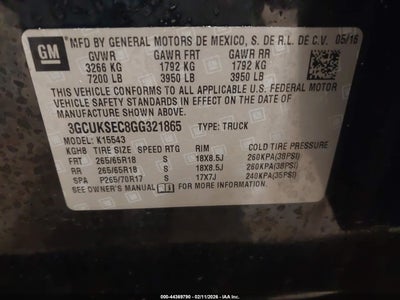 GM
MFD BY GENERAL MOTORS DE MEXICO, S. DE R.L. DE C.V. 05/16
GVWR GAWR FRT GAWR RR
3266 KG 1792 KG 1792 KG
7200 LB 3950 LB 3950 LB
THIS VEHICLE CONFORMS TO ALL APPLICABLE U.S. FEDERAL MOTOR
VEHICLE SAFETY STANDARDS IN EFFECT ON THE DATE OF
MANUFACTURE SHOWN ABOVE.
3GCUKSEC8GG321865 TYPE: TRUCK
MODEL: K15543
KGHB TIRE SIZE SPEED RTG RIM COLD TIRE PRESSURE
FRT 265/65R18 S 18X8.5J 260KPA(38PSI)
RR 265/65R18 S 18X8.5J 260KPA(38PSI)
SPA P265/70R17 S 17X7J 240KPA(35PSI)
SEE OWNER'S MANUAL FOR MORE INFORMATION.
000-44369790 - 02/11/2026 - IAA Inc.